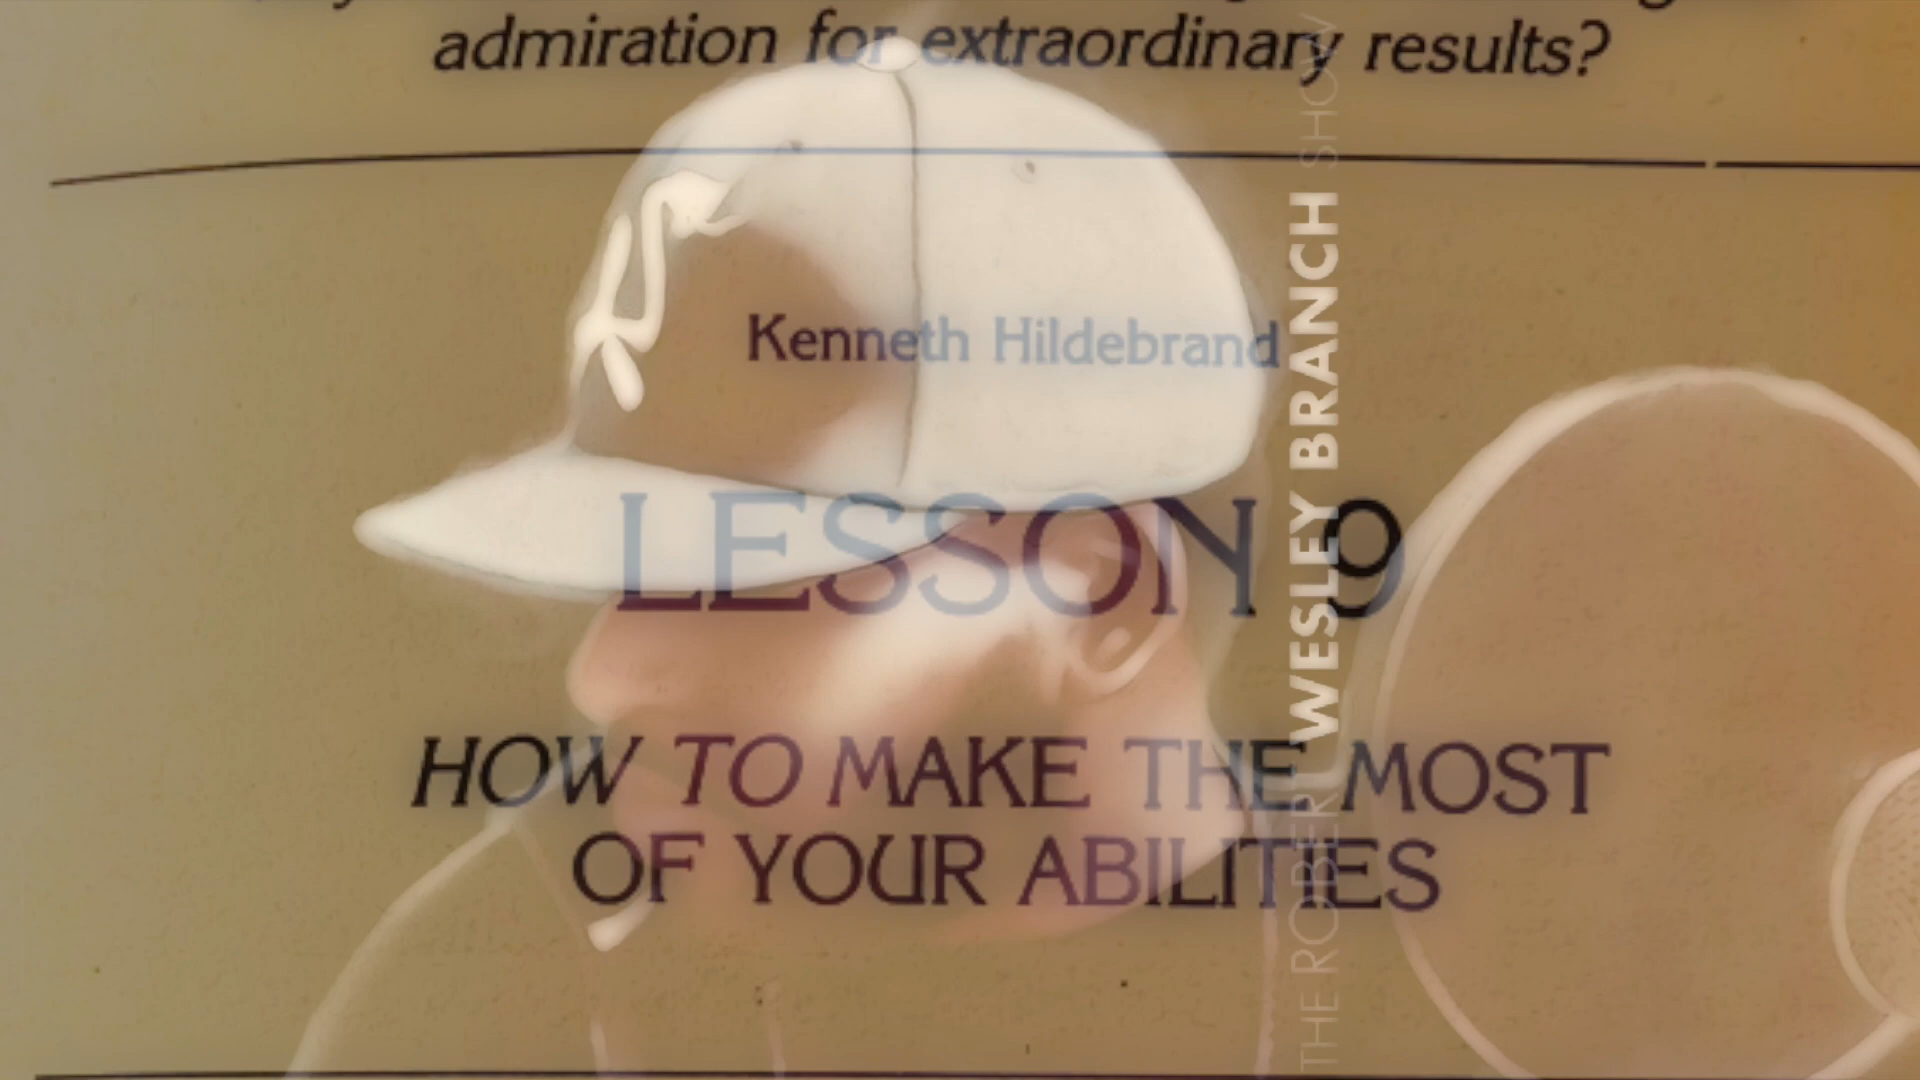 admiration for extraordinary results?
Kenneth Hildebrand
LESSON 9
HOW TO MAKE THE MOST
OF YOUR ABILITIES
THE ROBERT WESLEY BRANCH SHOW